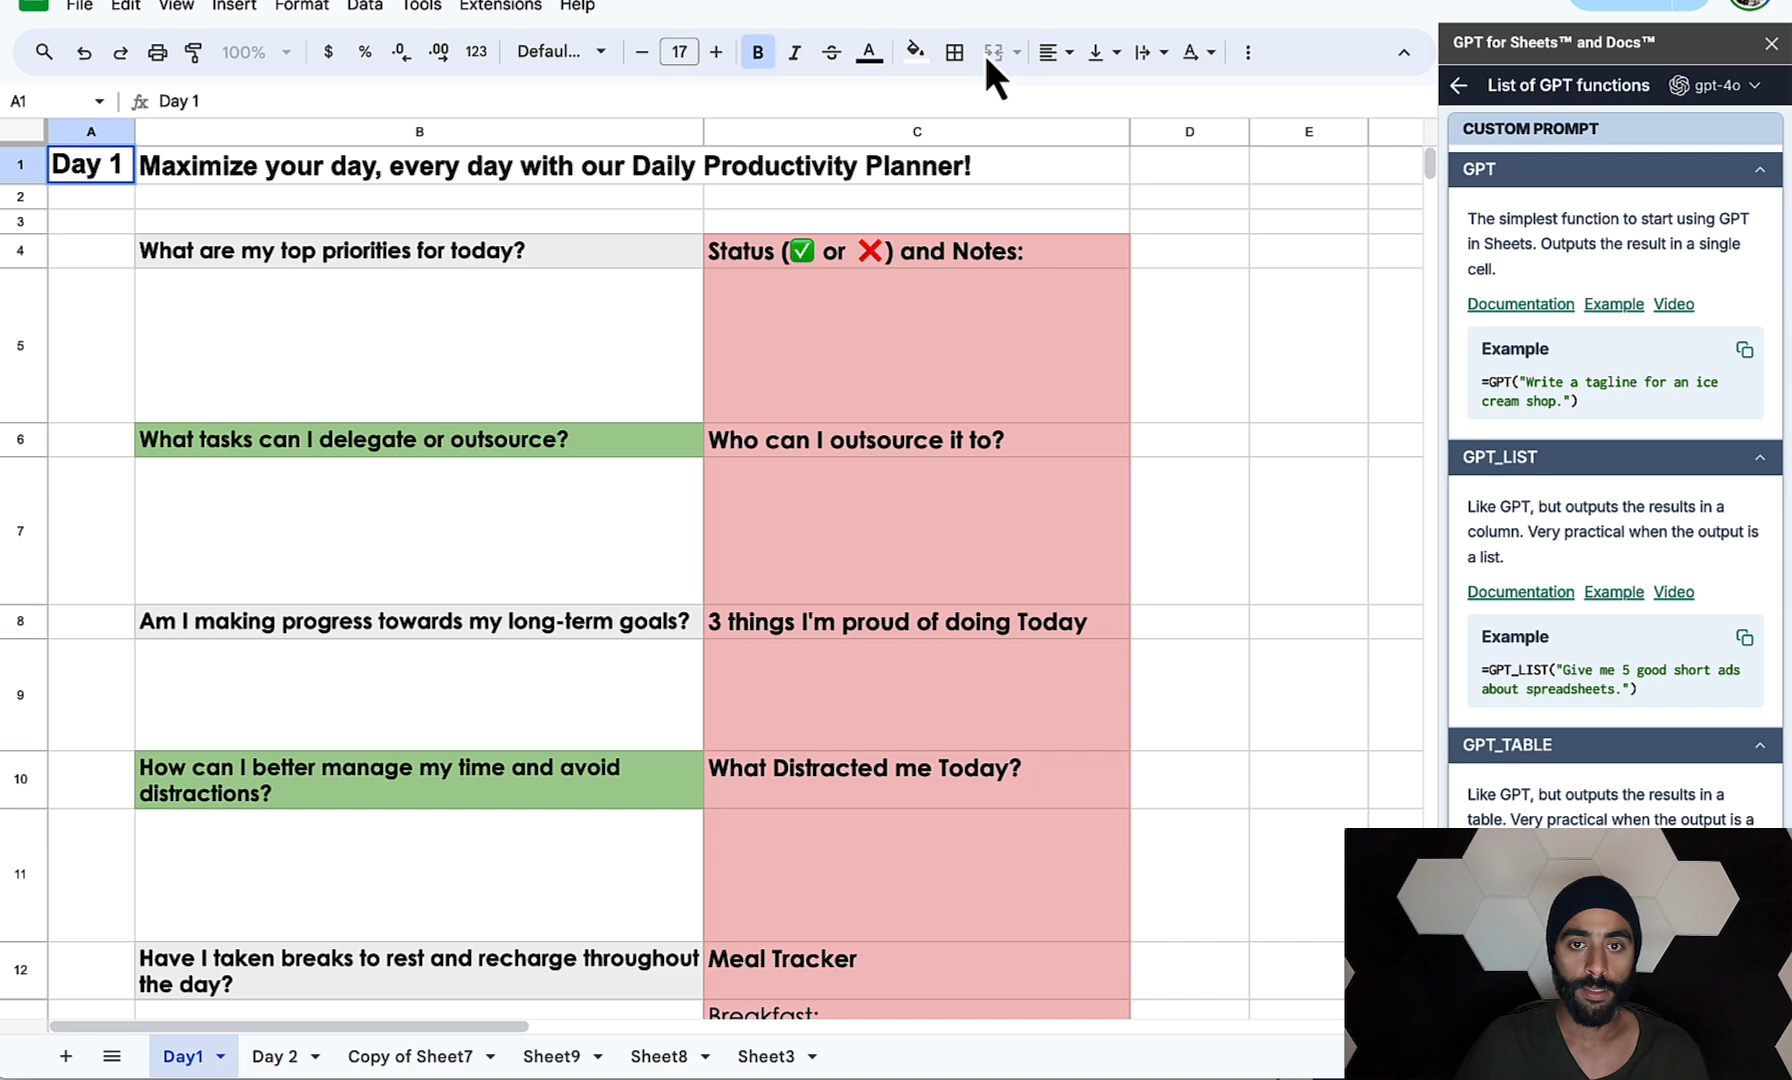 File Edit View Insert Format Data Tools Extensions Help
100% $ % .0 .00 123 Defaul... − 17 + B I S A
GPT for Sheets™ and Docs™
A1 fx Day 1
List of GPT functions gpt-4o
A B C D E
CUSTOM PROMPT
1 Day 1 Maximize your day, every day with our Daily Productivity Planner!
2
3
4 What are my top priorities for today? Status (✅ or ❌) and Notes:
5
6 What tasks can I delegate or outsource? Who can I outsource it to?
7
8 Am I making progress towards my long-term goals? 3 things I'm proud of doing Today
9
10 How can I better manage my time and avoid
distractions?
What Distracted me Today?
11
12 Have I taken breaks to rest and recharge throughout
the day?
Meal Tracker
Breakfast:
GPT
The simplest function to start using GPT
in Sheets. Outputs the result in a single
cell.
Documentation Example Video
Example
=GPT("Write a tagline for an ice
cream shop.")
GPT_LIST
Like GPT, but outputs the results in a
column. Very practical when the output is
a list.
Documentation Example Video
Example
=GPT_LIST("Give me 5 good short ads
about spreadsheets.")
GPT_TABLE
Like GPT, but outputs the results in a
table. Very practical when the output is a
+ Day1 Day 2 Copy of Sheet7 Sheet9 Sheet8 Sheet3